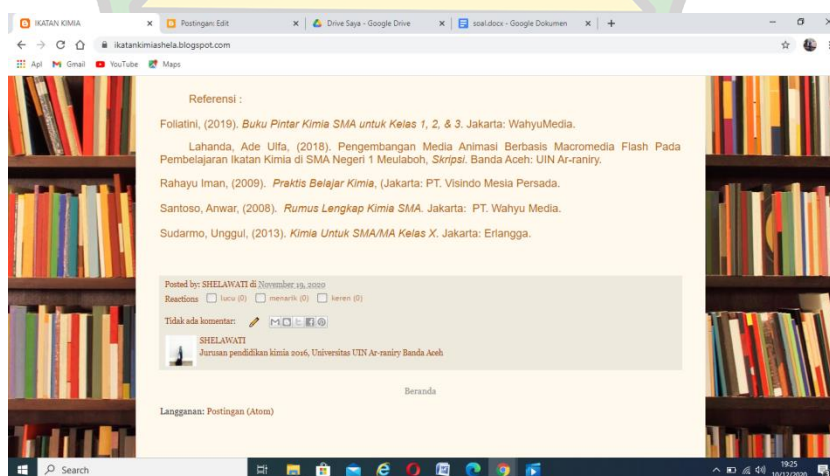 IKATAN KIMIA
Postingan: Edit
Drive Saya - Google Drive
soal.docx - Google Dokumen
ikatankimiashela.blogspot.com
Apl Gmail YouTube Maps
Referensi :
Foliatini, (2019). Buku Pintar Kimia SMA untuk Kelas 1, 2, & 3. Jakarta: WahyuMedia.
Lahanda, Ade Ulfa, (2018). Pengembangan Media Animasi Berbasis Macromedia Flash Pada
Pembelajaran Ikatan Kimia di SMA Negeri 1 Meulaboh, Skripsi. Banda Aceh: UIN Ar-raniry.
Rahayu Iman, (2009). Praktis Belajar Kimia, (Jakarta: PT. Visindo Mesia Persada.
Santoso, Anwar, (2008). Rumus Lengkap Kimia SMA. Jakarta: PT. Wahyu Media.
Sudarmo, Unggul, (2013). Kimia Untuk SMA/MA Kelas X. Jakarta: Erlangga.
Posted by: SHELAWATI di November 19, 2020
Reactions lucu (0) menarik (0) keren (0)
Tidak ada komentar:
SHELAWATI
Jurusan pendidikan kimia 2016, Universitas UIN Ar-raniry Banda Aceh
Beranda
Langganan: Postingan (Atom)
Search
19:25
10/12/2020